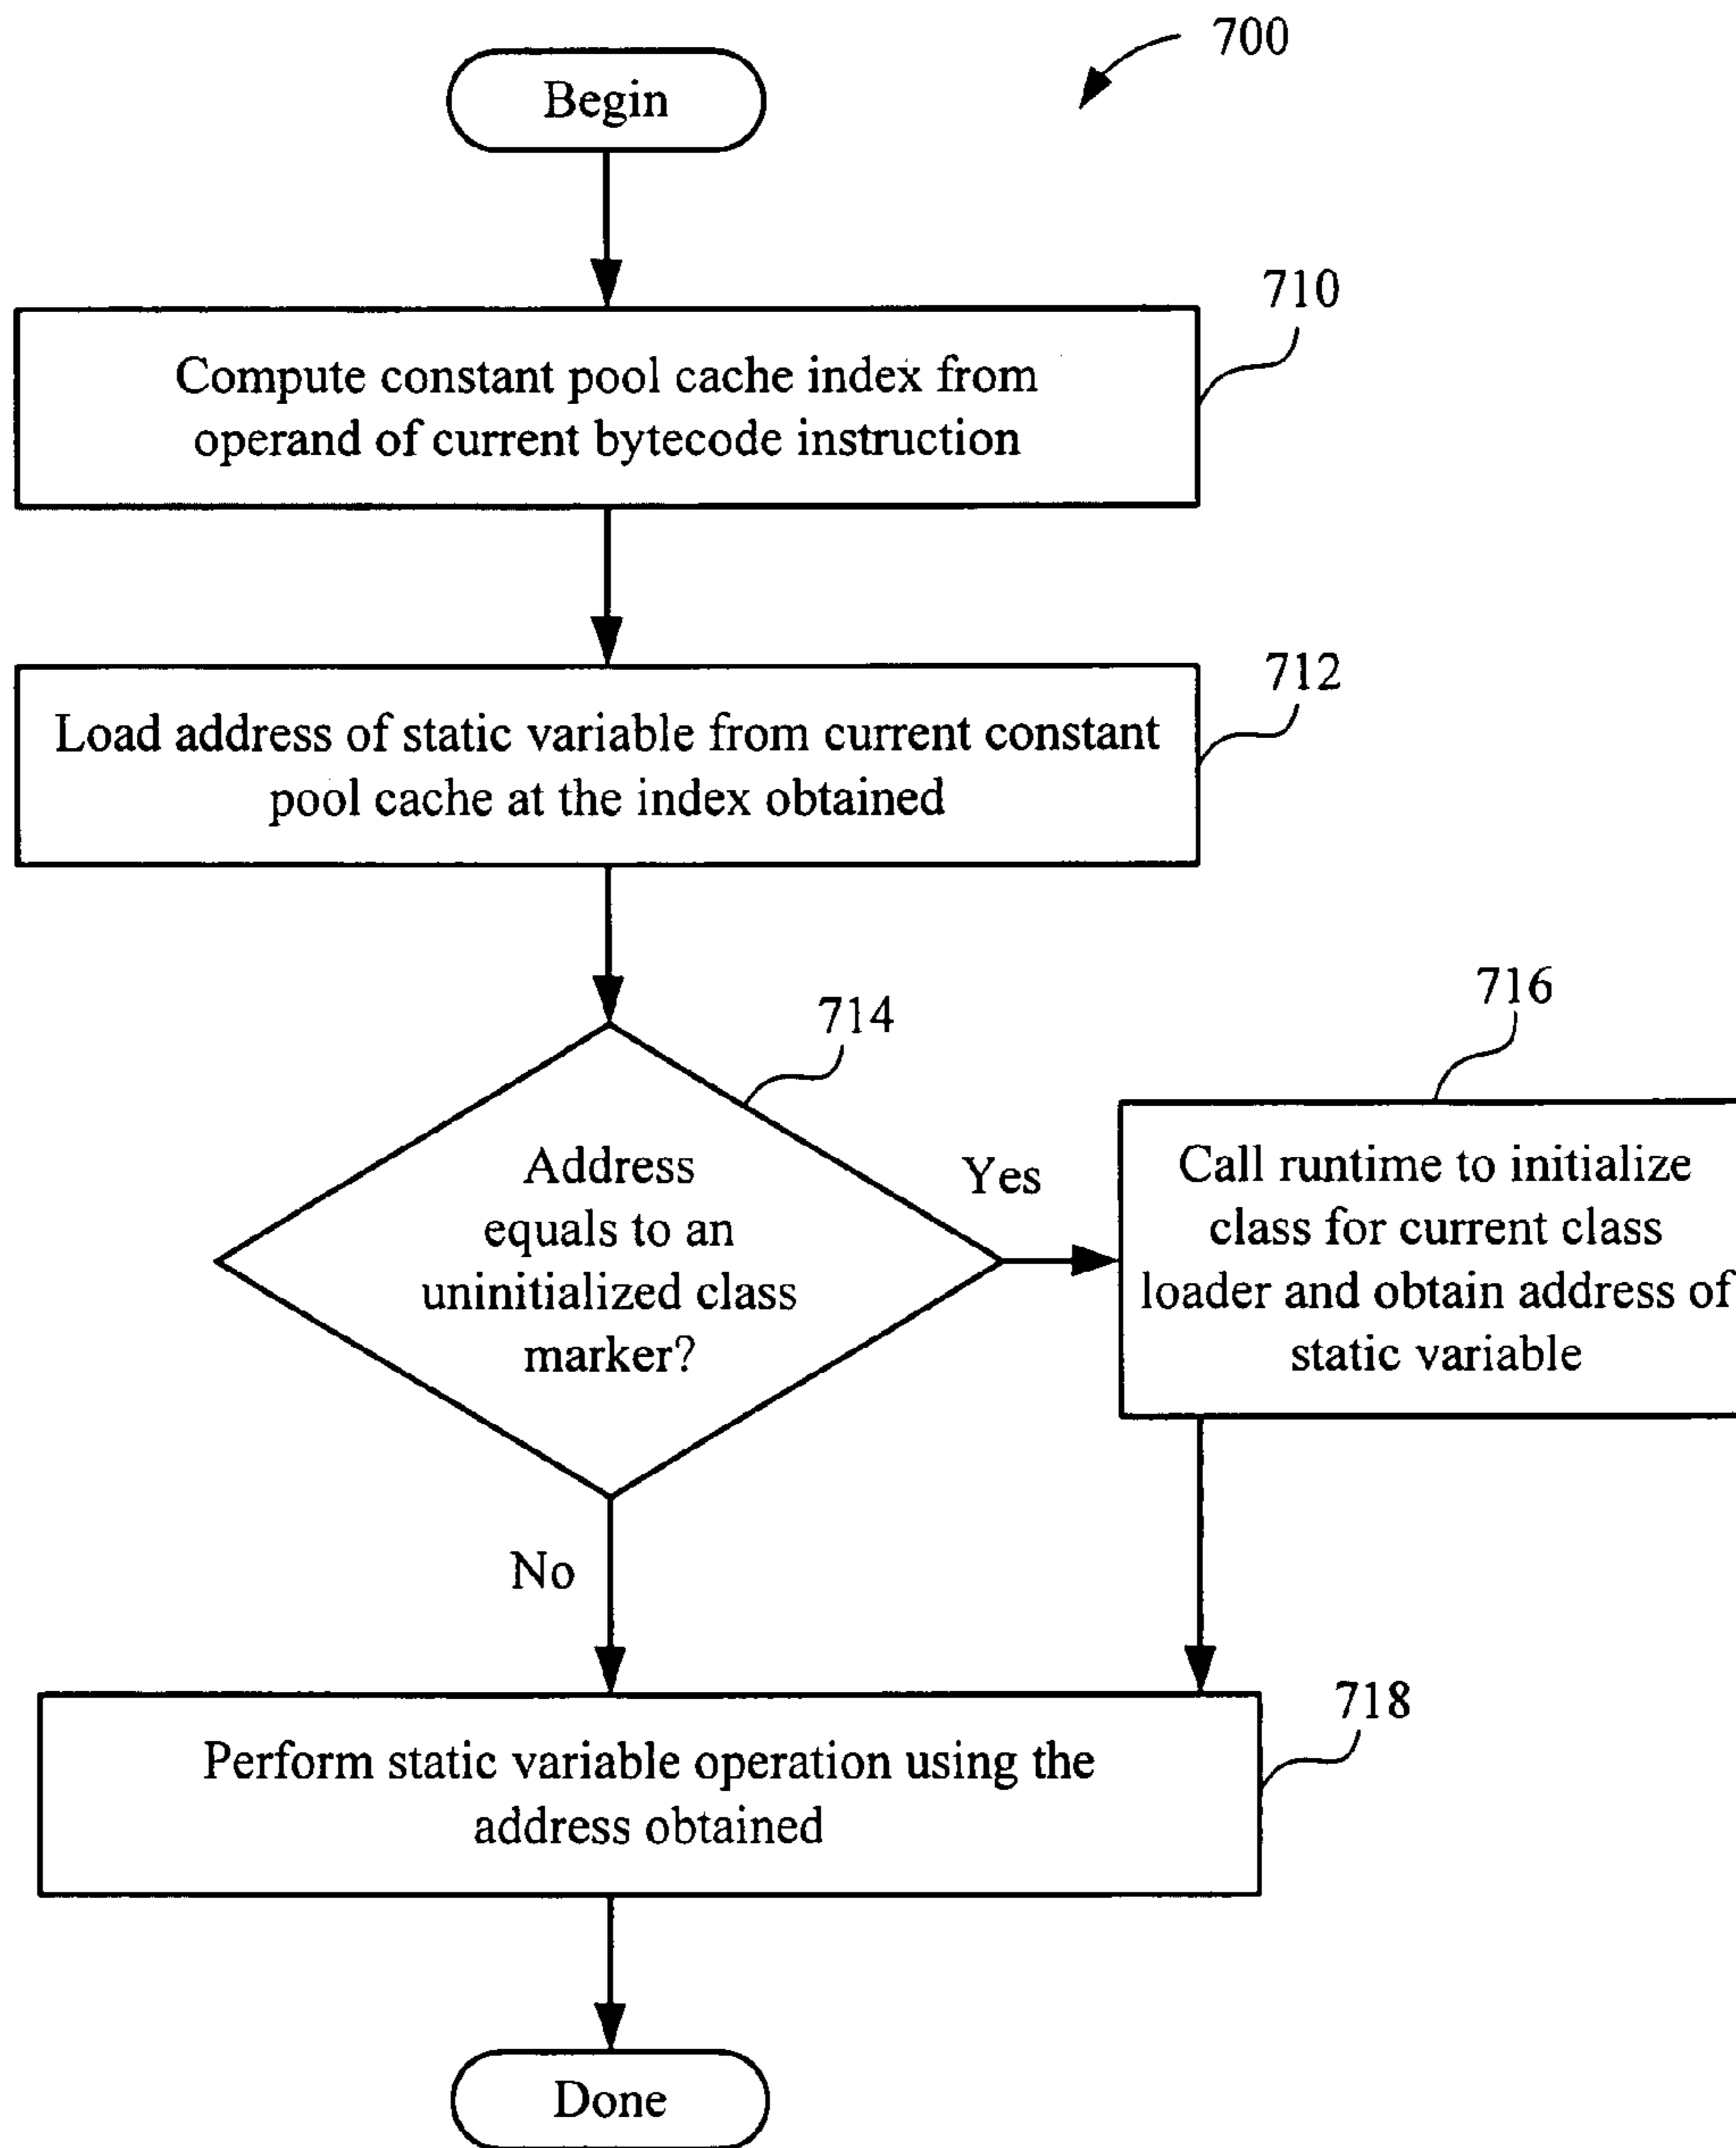 700
Begin
710
Compute constant pool cache index from
operand of current bytecode instruction
712
Load address of static variable from current constant
pool cache at the index obtained
714
Address
equals to an
uninitialized class
marker?
Yes
716
Call runtime to initialize
class for current class
loader and obtain address of
static variable
No
718
Perform static variable operation using the
address obtained
Done